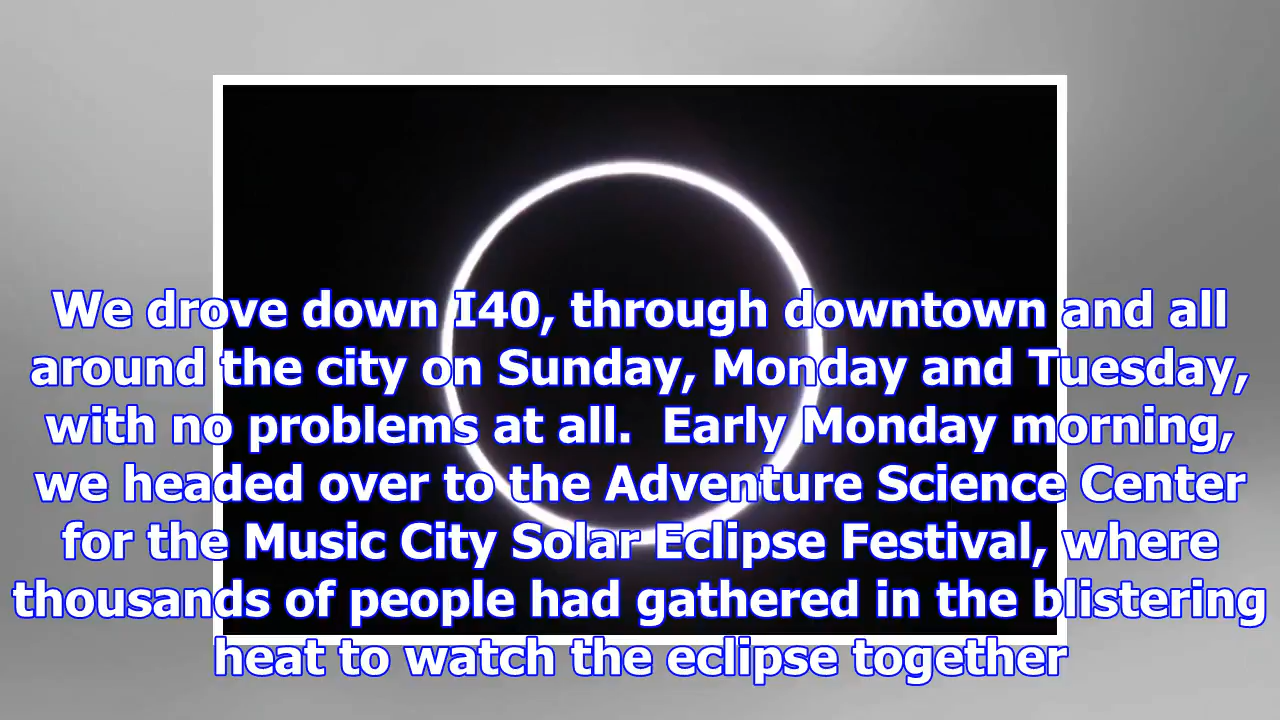 We drove down I40, through downtown and all
around the city on Sunday, Monday and Tuesday,
with no problems at all.  Early Monday morning,
we headed over to the Adventure Science Center
for the Music City Solar Eclipse Festival, where
thousands of people had gathered in the blistering
heat to watch the eclipse together